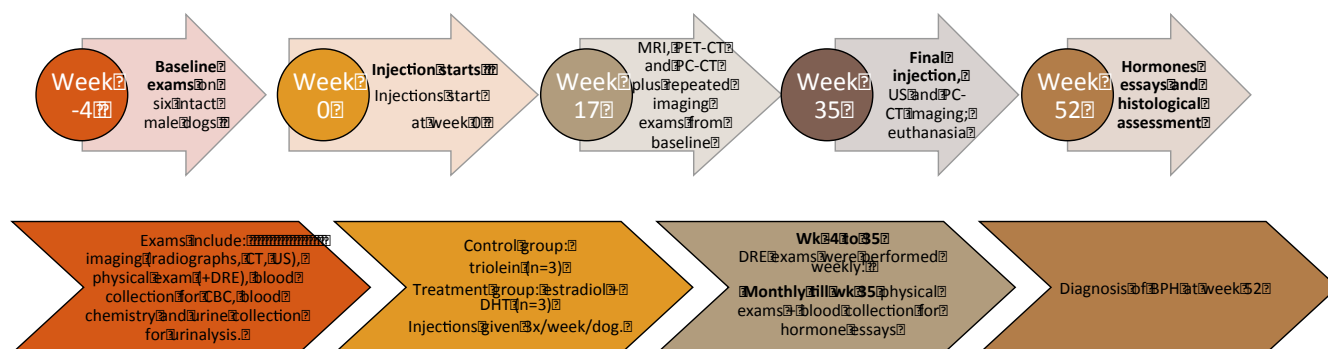 Week
-4
Baseline
exams on
six intact
male dogs
Week
0
Injection starts
Injections start
at week 0
Week
17
MRI, PET-CT
and PC-CT
plus repeated
imaging
exams from
baseline
Week
35
Final
injection,
US and PC-
CT imaging;
euthanasia
Week
52
Hormones
essays and
histological
assessment
Exams include:
imaging (radiographs, CT, US),
physical exam (+DRE), blood
collection for CBC, blood
chemistry and urine collection
for urinalysis.
Control group:
triolein (n=3)
Treatment group: estradiol +
DHT (n=3)
Injections given 3x/week/dog.
Wk -4 to 35
DRE exams were performed
weekly.
Monthly till wk 35 physical
exams + blood collection for
hormone essays
Diagnosis of BPH at week 52